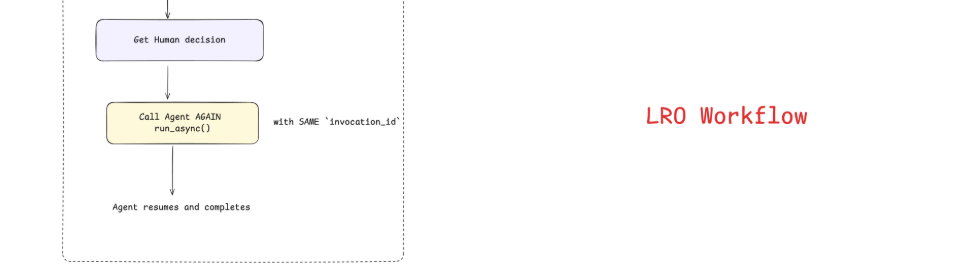 Get Human decision
Call Agent AGAIN
run_async()
with SAME `invocation_id`
Agent resumes and completes
LRO Workflow